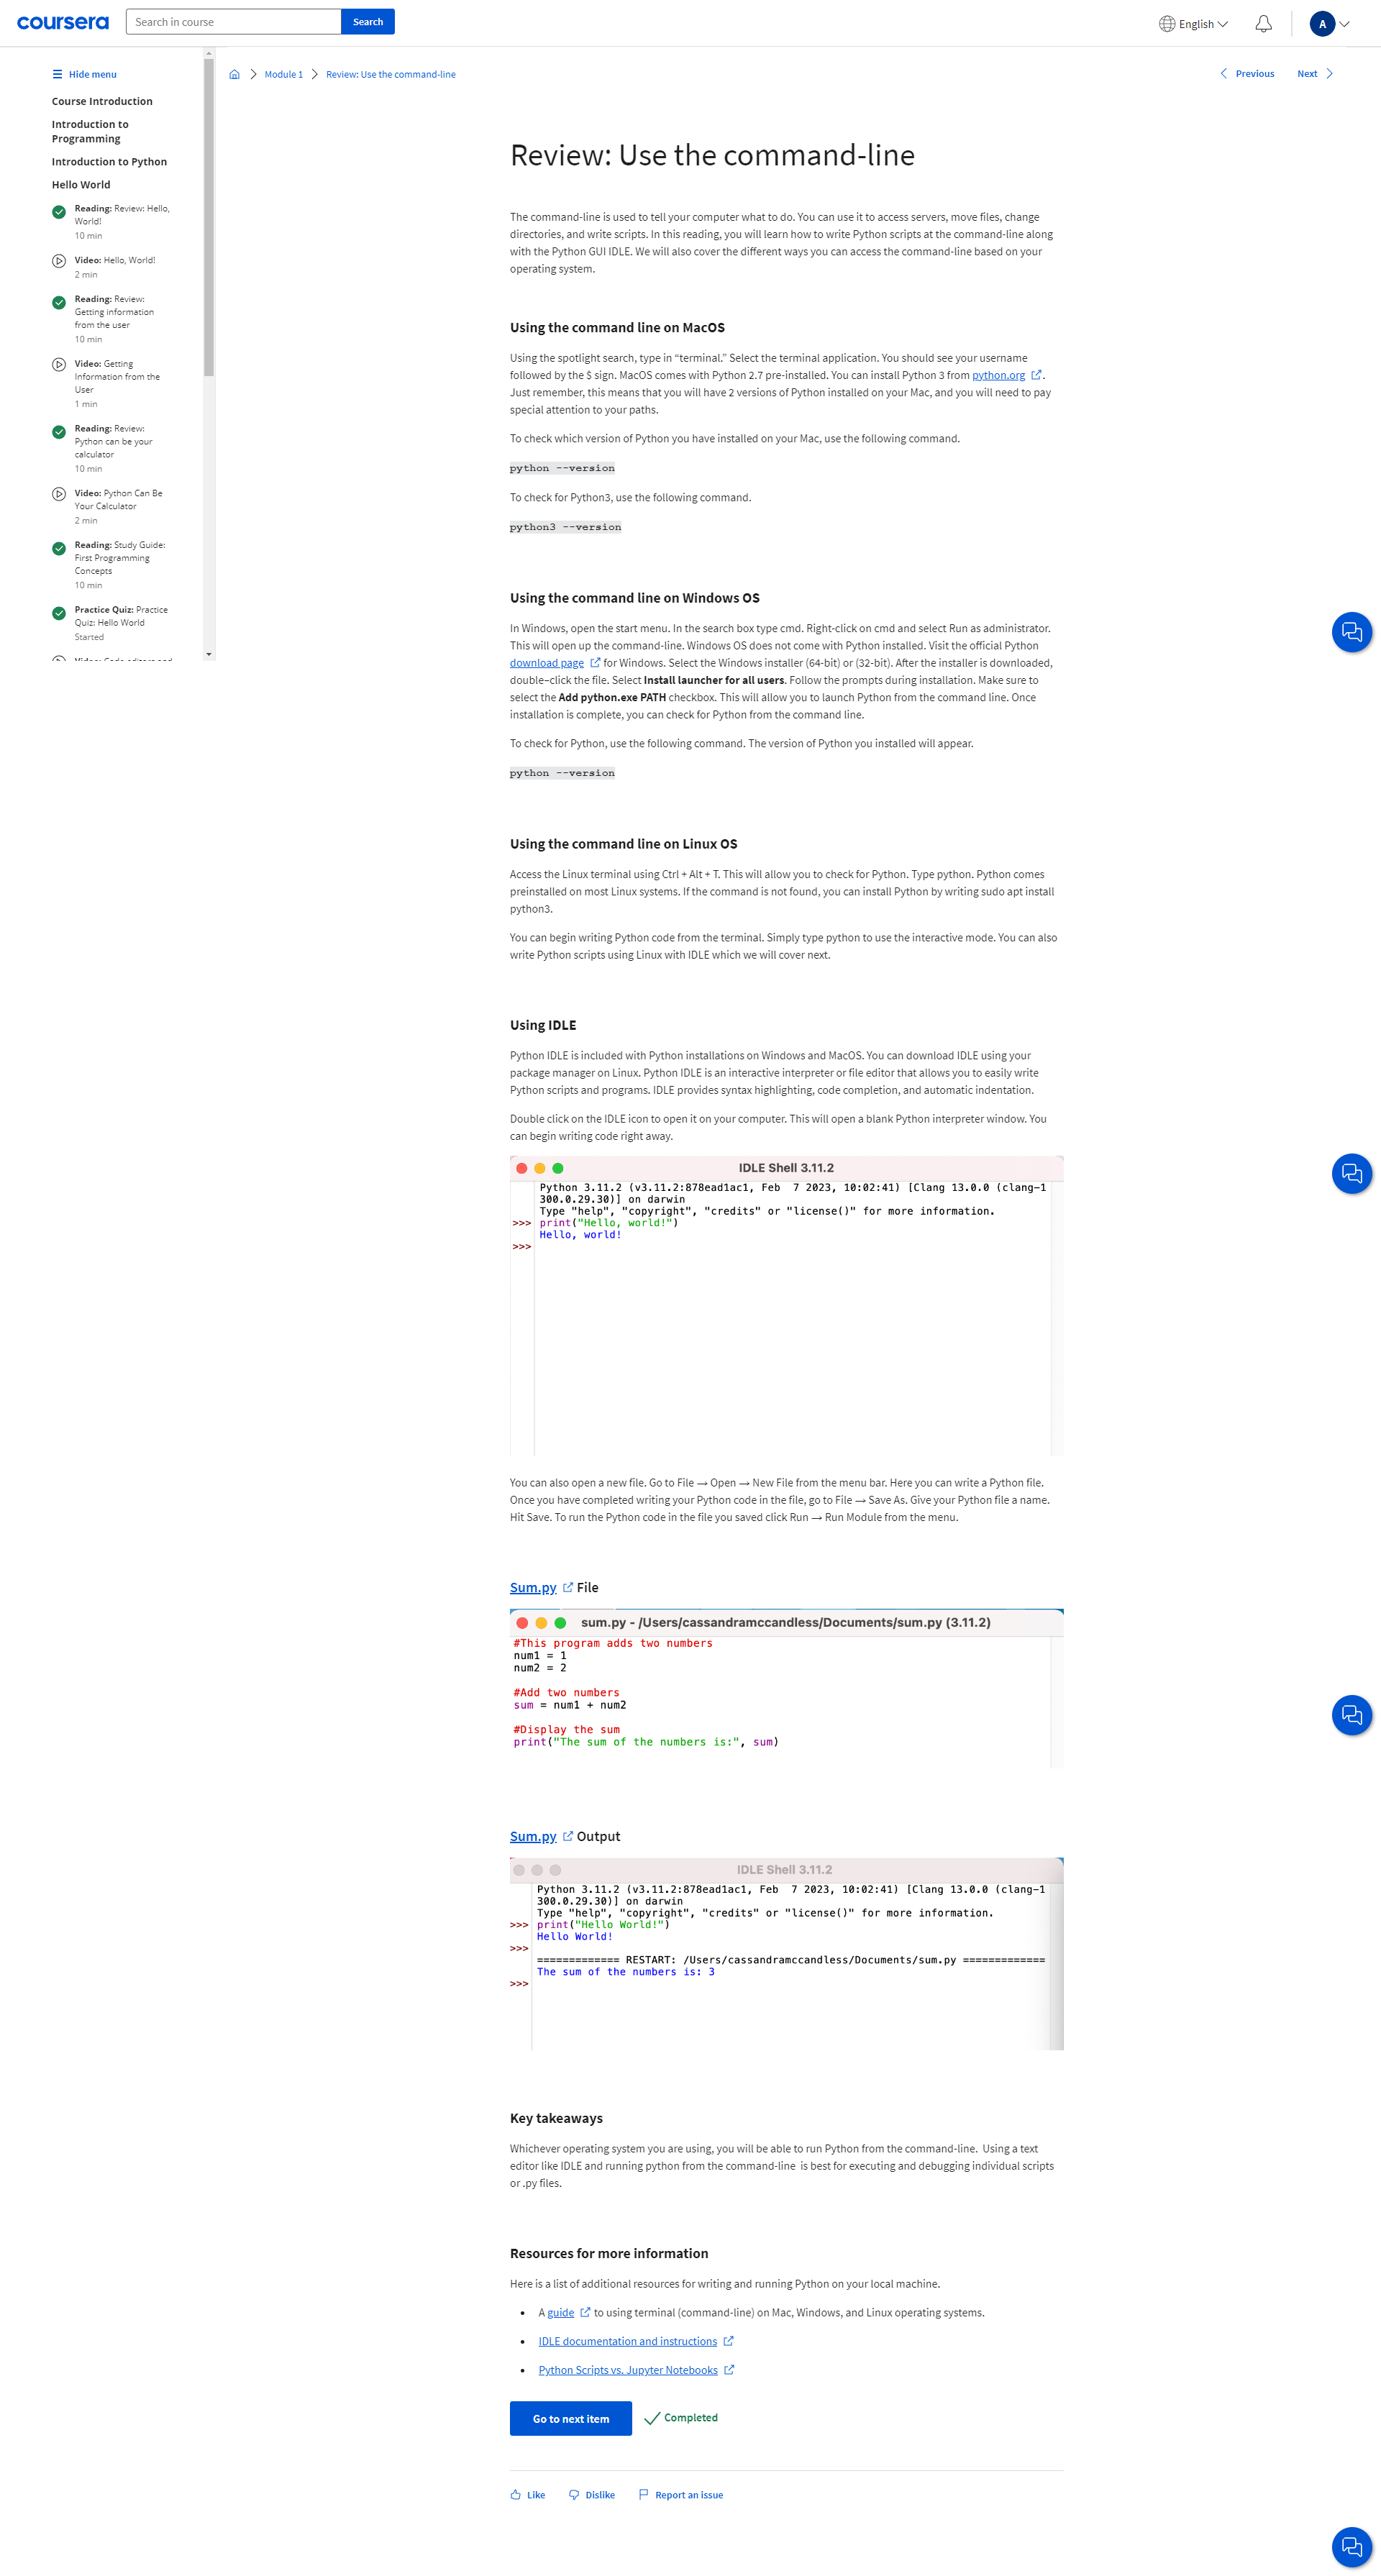 coursera
Search in course
Search
English
A
Hide menu
Course Introduction
Introduction to
Programming
Introduction to Python
Hello World
Reading: Review: Hello,
World!
10 min
Video: Hello, World!
2 min
Reading: Review:
Getting information
from the user
10 min
Video: Getting
Information from the
User
1 min
Reading: Review:
Python can be your
calculator
10 min
Video: Python Can Be
Your Calculator
2 min
Reading: Study Guide:
First Programming
Concepts
10 min
Practice Quiz: Practice
Quiz: Hello World
Started
Video: Code editors and
Module 1
Review: Use the command-line
Previous
Next
Review: Use the command-line
The command-line is used to tell your computer what to do. You can use it to access servers, move files, change
directories, and write scripts. In this reading, you will learn how to write Python scripts at the command-line along
with the Python GUI IDLE. We will also cover the different ways you can access the command-line based on your
operating system.
Using the command line on MacOS
Using the spotlight search, type in “terminal.” Select the terminal application. You should see your username
followed by the $ sign. MacOS comes with Python 2.7 pre-installed. You can install Python 3 from python.org .
Just remember, this means that you will have 2 versions of Python installed on your Mac, and you will need to pay
special attention to your paths.
To check which version of Python you have installed on your Mac, use the following command.
python --version
To check for Python3, use the following command.
python3 --version
Using the command line on Windows OS
In Windows, open the start menu. In the search box type cmd. Right-click on cmd and select Run as administrator.
This will open up the command-line. Windows OS does not come with Python installed. Visit the official Python
download page for Windows. Select the Windows installer (64-bit) or (32-bit). After the installer is downloaded,
double–click the file. Select Install launcher for all users. Follow the prompts during installation. Make sure to
select the Add python.exe PATH checkbox. This will allow you to launch Python from the command line. Once
installation is complete, you can check for Python from the command line.
To check for Python, use the following command. The version of Python you installed will appear.
python --version
Using the command line on Linux OS
Access the Linux terminal using Ctrl + Alt + T. This will allow you to check for Python. Type python. Python comes
preinstalled on most Linux systems. If the command is not found, you can install Python by writing sudo apt install
python3.
You can begin writing Python code from the terminal. Simply type python to use the interactive mode. You can also
write Python scripts using Linux with IDLE which we will cover next.
Using IDLE
Python IDLE is included with Python installations on Windows and MacOS. You can download IDLE using your
package manager on Linux. Python IDLE is an interactive interpreter or file editor that allows you to easily write
Python scripts and programs. IDLE provides syntax highlighting, code completion, and automatic indentation.
Double click on the IDLE icon to open it on your computer. This will open a blank Python interpreter window. You
can begin writing code right away.
IDLE Shell 3.11.2
Python 3.11.2 (v3.11.2:878ead1ac1, Feb  7 2023, 10:02:41) [Clang 13.0.0 (clang-1
300.0.29.30)] on darwin
Type "help", "copyright", "credits" or "license()" for more information.
>>> print("Hello, world!")
Hello, world!
>>>
You can also open a new file. Go to File → Open → New File from the menu bar. Here you can write a Python file.
Once you have completed writing your Python code in the file, go to File → Save As. Give your Python file a name.
Hit Save. To run the Python code in the file you saved click Run → Run Module from the menu.
Sum.py File
sum.py - /Users/cassandramccandless/Documents/sum.py (3.11.2)
#This program adds two numbers
num1 = 1
num2 = 2
#Add two numbers
sum = num1 + num2
#Display the sum
print("The sum of the numbers is:", sum)
Sum.py Output
IDLE Shell 3.11.2
Python 3.11.2 (v3.11.2:878ead1ac1, Feb  7 2023, 10:02:41) [Clang 13.0.0 (clang-1
300.0.29.30)] on darwin
Type "help", "copyright", "credits" or "license()" for more information.
>>> print("Hello World!")
Hello World!
>>>
============= RESTART: /Users/cassandramccandless/Documents/sum.py =============
The sum of the numbers is: 3
>>>
Key takeaways
Whichever operating system you are using, you will be able to run Python from the command-line.  Using a text
editor like IDLE and running python from the command-line  is best for executing and debugging individual scripts
or .py files.
Resources for more information
Here is a list of additional resources for writing and running Python on your local machine.
• A guide to using terminal (command-line) on Mac, Windows, and Linux operating systems.
• IDLE documentation and instructions
• Python Scripts vs. Jupyter Notebooks
Go to next item
Completed
Like
Dislike
Report an issue